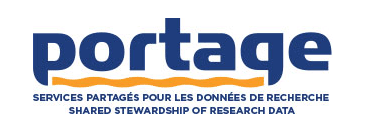 portage
SERVICES PARTAGÉS POUR LES DONNÉES DE RECHERCHE
SHARED STEWARDSHIP OF RESEARCH DATA